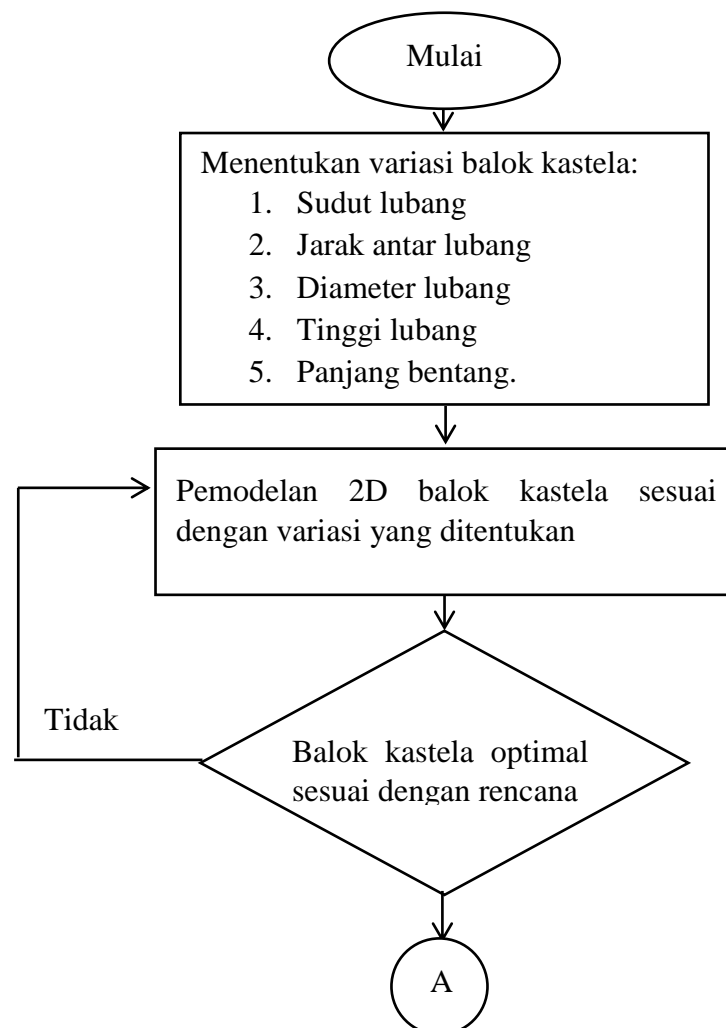 Mulai
Menentukan variasi balok kastela:
1. Sudut lubang
2. Jarak antar lubang
3. Diameter lubang
4. Tinggi lubang
5. Panjang bentang.
Pemodelan 2D balok kastela sesuai
dengan variasi yang ditentukan
Tidak
Balok kastela optimal
sesuai dengan rencana
A